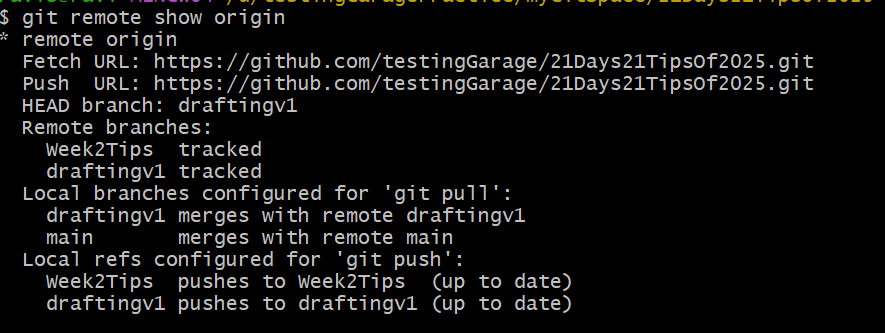 $ git remote show origin
* remote origin
  Fetch URL: https://github.com/testingGarage/21Days21TipsOf2025.git
  Push  URL: https://github.com/testingGarage/21Days21TipsOf2025.git
  HEAD branch: draftingv1
  Remote branches:
    Week2Tips  tracked
    draftingv1 tracked
  Local branches configured for 'git pull':
    draftingv1 merges with remote draftingv1
    main       merges with remote main
  Local refs configured for 'git push':
    Week2Tips  pushes to Week2Tips  (up to date)
    draftingv1 pushes to draftingv1 (up to date)